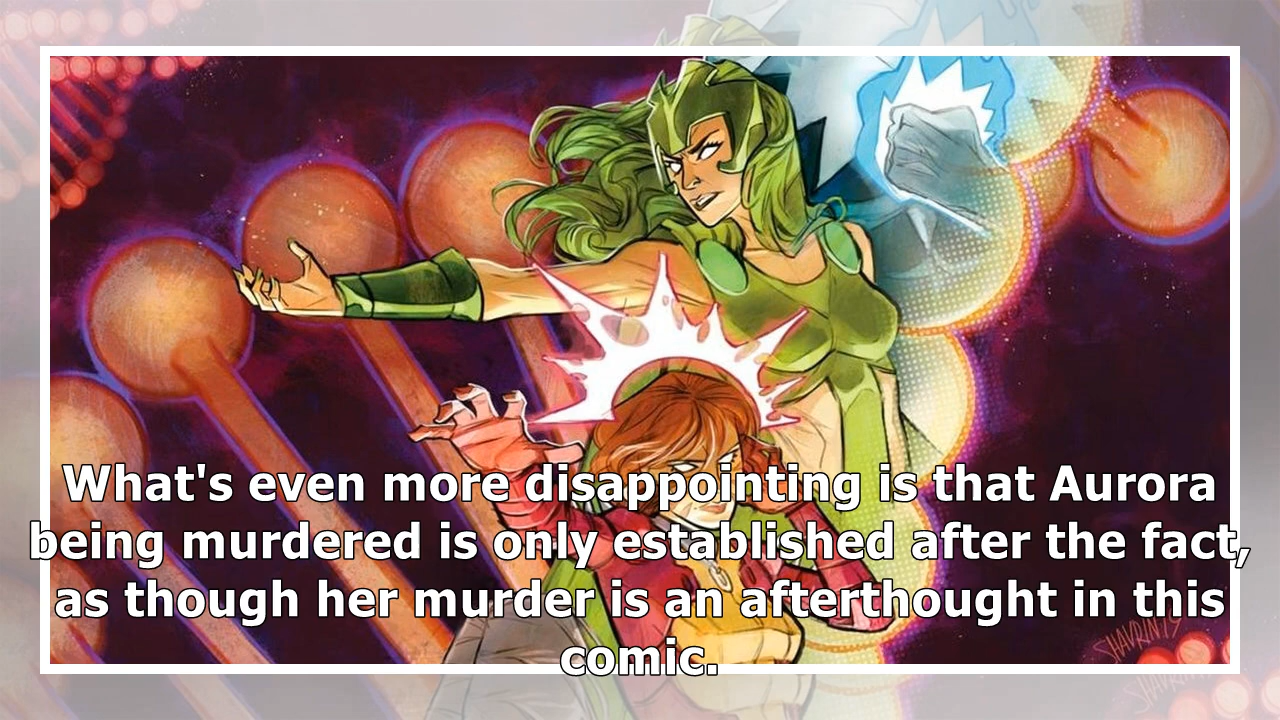 What's even more disappointing is that Aurora
being murdered is only established after the fact,
as though her murder is an afterthought in this
comic.
SHAVRIN19